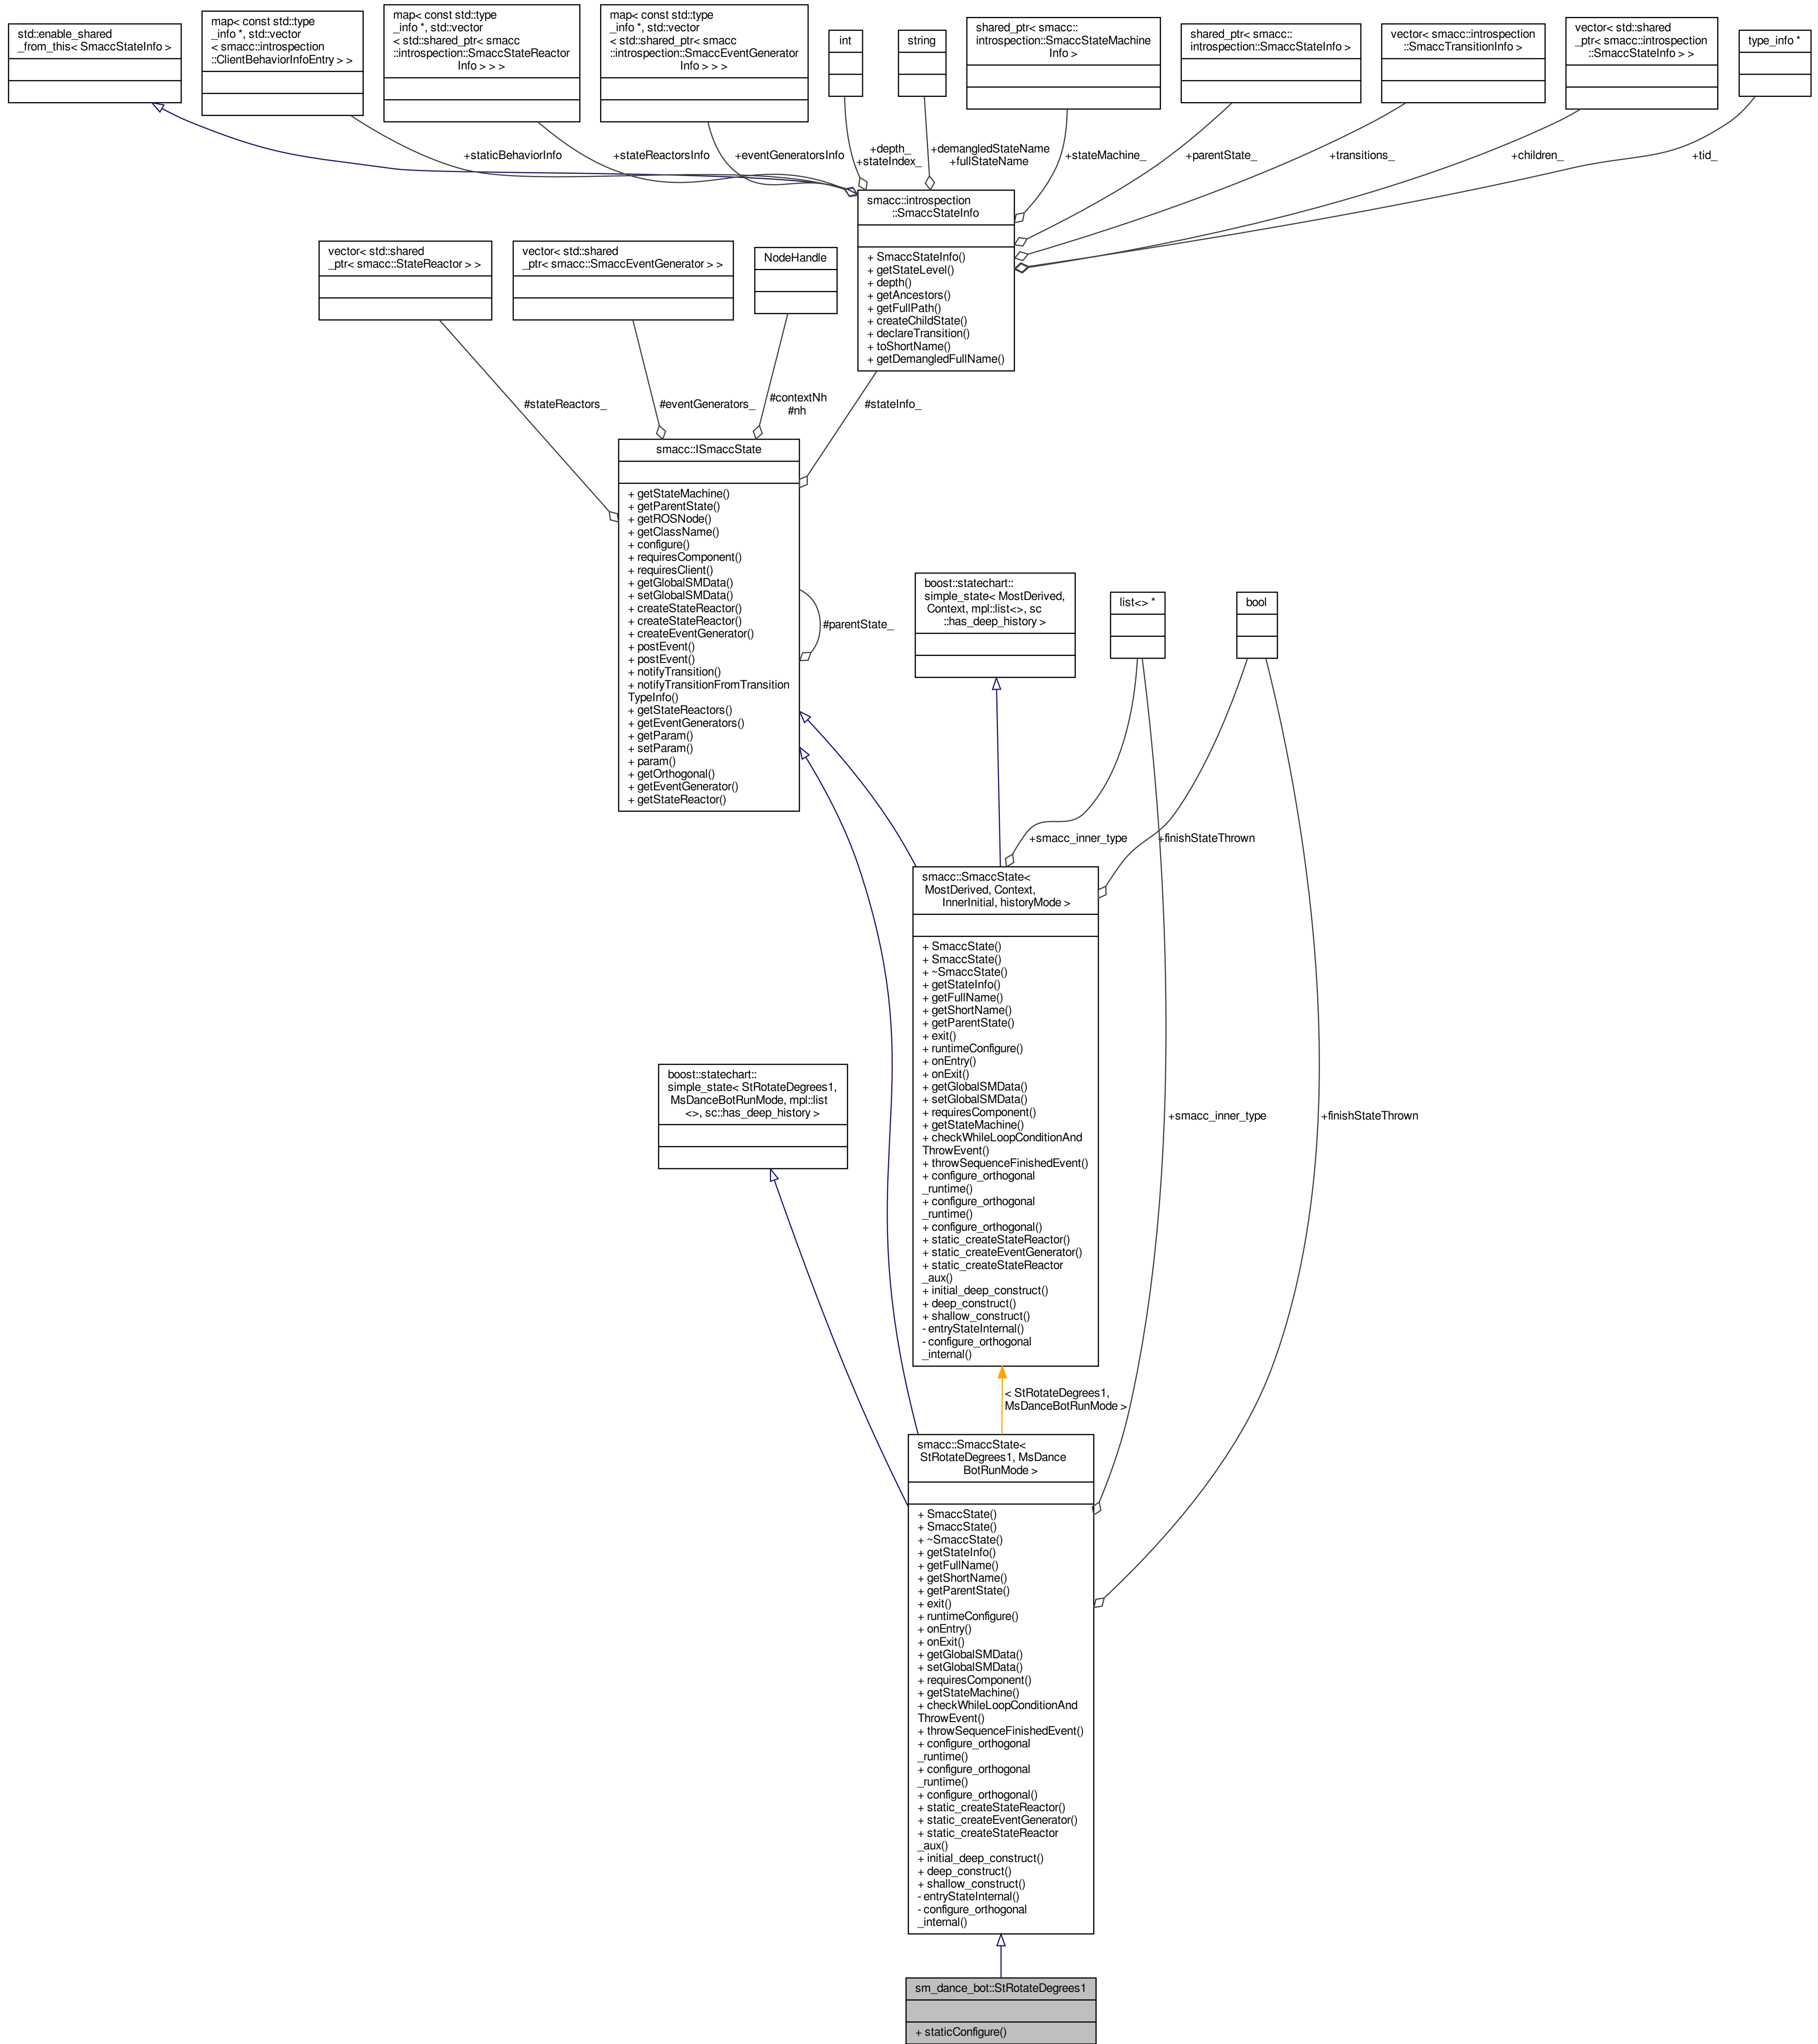 std::enable_shared
_from_this< SmaccStateInfo >
map< const std::type
_info *, std::vector
< smacc::introspection
::ClientBehaviorInfoEntry > >
map< const std::type
_info *, std::vector
< std::shared_ptr< smacc
::introspection::SmaccStateReactor
Info > > >
map< const std::type
_info *, std::vector
< std::shared_ptr< smacc
::introspection::SmaccEventGenerator
Info > > >
int
string
shared_ptr< smacc::
introspection::SmaccStateMachine
Info >
shared_ptr< smacc::
introspection::SmaccStateInfo >
vector< smacc::introspection
::SmaccTransitionInfo >
vector< std::shared
_ptr< smacc::introspection
::SmaccStateInfo > >
type_info *
+staticBehaviorInfo
+stateReactorsInfo
+eventGeneratorsInfo
+depth_
+stateIndex_
+demangledStateName
+fullStateName
+stateMachine_
+parentState_
+transitions_
+children_
+tid_
smacc::introspection
::SmaccStateInfo
+ SmaccStateInfo()
+ getStateLevel()
+ depth()
+ getAncestors()
+ getFullPath()
+ createChildState()
+ declareTransition()
+ toShortName()
+ getDemangledFullName()
vector< std::shared
_ptr< smacc::StateReactor > >
vector< std::shared
_ptr< smacc::SmaccEventGenerator > >
NodeHandle
#stateReactors_
#eventGenerators_
#contextNh
#nh
#stateInfo_
smacc::ISmaccState
+ getStateMachine()
+ getParentState()
+ getROSNode()
+ getClassName()
+ configure()
+ requiresComponent()
+ requiresClient()
+ getGlobalSMData()
+ setGlobalSMData()
+ createStateReactor()
+ createStateReactor()
+ createEventGenerator()
+ postEvent()
+ postEvent()
+ notifyTransition()
+ notifyTransitionFromTransition
TypeInfo()
+ getStateReactors()
+ getEventGenerators()
+ getParam()
+ setParam()
+ param()
+ getOrthogonal()
+ getEventGenerator()
+ getStateReactor()
#parentState_
boost::statechart::
simple_state< MostDerived,
Context, mpl::list<>, sc
::has_deep_history >
list<> *
bool
+smacc_inner_type
+finishStateThrown
smacc::SmaccState<
MostDerived, Context,
InnerInitial, historyMode >
+ SmaccState()
+ SmaccState()
+ ~SmaccState()
+ getStateInfo()
+ getFullName()
+ getShortName()
+ getParentState()
+ exit()
+ runtimeConfigure()
+ onEntry()
+ onExit()
+ getGlobalSMData()
+ setGlobalSMData()
+ requiresComponent()
+ getStateMachine()
+ checkWhileLoopConditionAnd
ThrowEvent()
+ throwSequenceFinishedEvent()
+ configure_orthogonal
_runtime()
+ configure_orthogonal
_runtime()
+ configure_orthogonal()
+ static_createStateReactor()
+ static_createEventGenerator()
+ static_createStateReactor
_aux()
+ initial_deep_construct()
+ deep_construct()
+ shallow_construct()
- entryStateInternal()
- configure_orthogonal
_internal()
boost::statechart::
simple_state< StRotateDegrees1,
MsDanceBotRunMode, mpl::list
<>, sc::has_deep_history >
+smacc_inner_type
+finishStateThrown
< StRotateDegrees1,
MsDanceBotRunMode >
smacc::SmaccState<
StRotateDegrees1, MsDance
BotRunMode >
+ SmaccState()
+ SmaccState()
+ ~SmaccState()
+ getStateInfo()
+ getFullName()
+ getShortName()
+ getParentState()
+ exit()
+ runtimeConfigure()
+ onEntry()
+ onExit()
+ getGlobalSMData()
+ setGlobalSMData()
+ requiresComponent()
+ getStateMachine()
+ checkWhileLoopConditionAnd
ThrowEvent()
+ throwSequenceFinishedEvent()
+ configure_orthogonal
_runtime()
+ configure_orthogonal
_runtime()
+ configure_orthogonal()
+ static_createStateReactor()
+ static_createEventGenerator()
+ static_createStateReactor
_aux()
+ initial_deep_construct()
+ deep_construct()
+ shallow_construct()
- entryStateInternal()
- configure_orthogonal
_internal()
sm_dance_bot::StRotateDegrees1
+ staticConfigure()